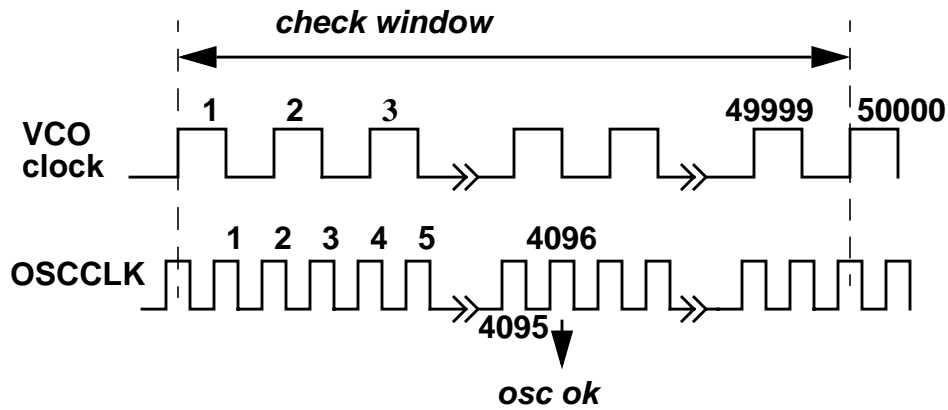 check window
1 2 3 49999 50000
VCO
clock
1 2 3 4 5 4096
OSCCLK
4095
osc ok